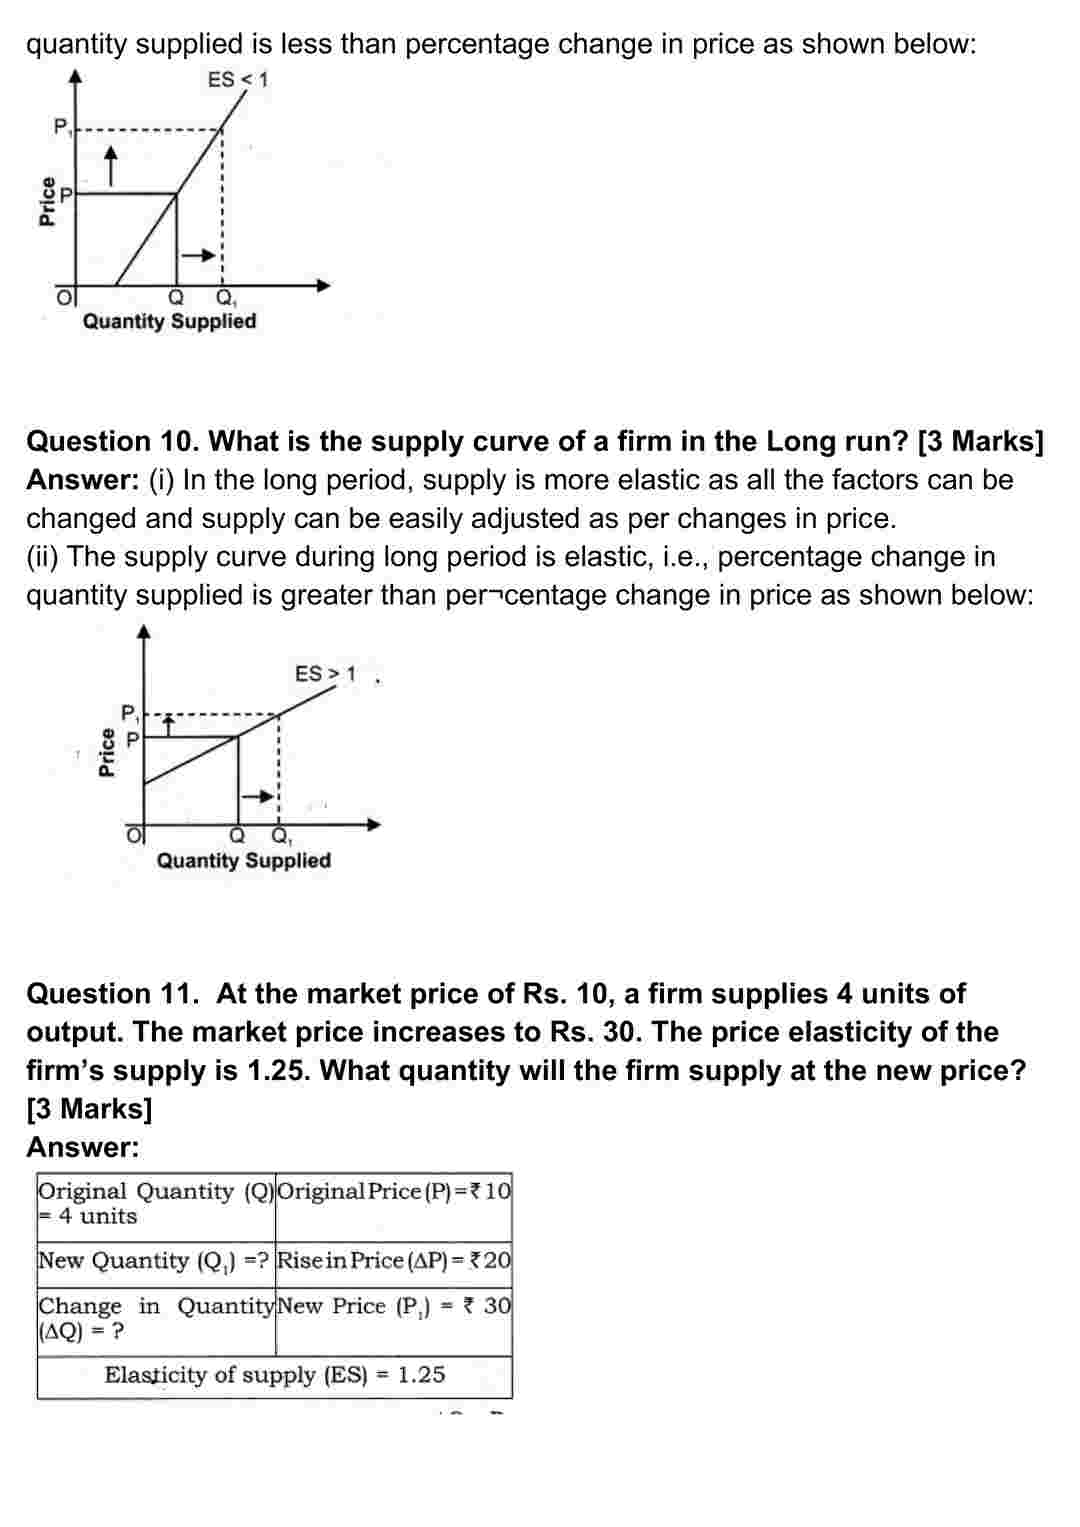 quantity supplied is less than percentage change in price as shown below:
ES < 1
P₁
P
Price
O
Q Q₁
Quantity Supplied
Question 10. What is the supply curve of a firm in the Long run? [3 Marks]
Answer: (i) In the long period, supply is more elastic as all the factors can be
changed and supply can be easily adjusted as per changes in price.
(ii) The supply curve during long period is elastic, i.e., percentage change in
quantity supplied is greater than per¬centage change in price as shown below:
ES > 1
P₁
P
Price
O
Q Q₁
Quantity Supplied
Question 11. At the market price of Rs. 10, a firm supplies 4 units of
output. The market price increases to Rs. 30. The price elasticity of the
firm's supply is 1.25. What quantity will the firm supply at the new price?
[3 Marks]
Answer:
Original Quantity (Q) Original Price (P) = ₹ 10
= 4 units
New Quantity (Q₁) =? Rise in Price (ΔP) = ₹ 20
Change in Quantity New Price (P₁) = ₹ 30
(ΔQ) = ?
Elasticity of supply (ES) = 1.25